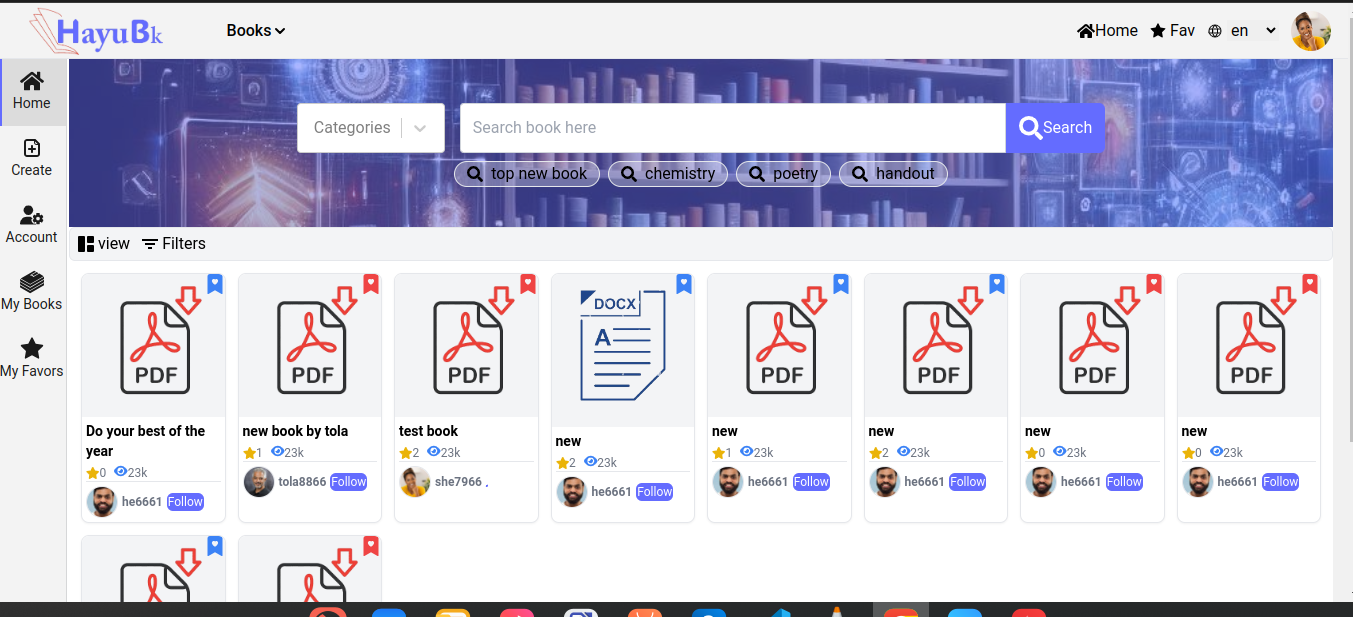 HayuBk
Books
Home
Fav
en
Home
Create
Account
My Books
My Favors
Categories
Search book here
Search
top new book
chemistry
poetry
handout
view
Filters
PDF
Do your best of the
year
0
23k
he6661
Follow
PDF
new book by tola
1
23k
tola8866
Follow
PDF
test book
2
23k
she7966 .
DOCX
A
new
2
23k
he6661
Follow
PDF
new
1
23k
he6661
Follow
PDF
new
2
23k
he6661
Follow
PDF
new
0
23k
he6661
Follow
PDF
new
0
23k
he6661
Follow